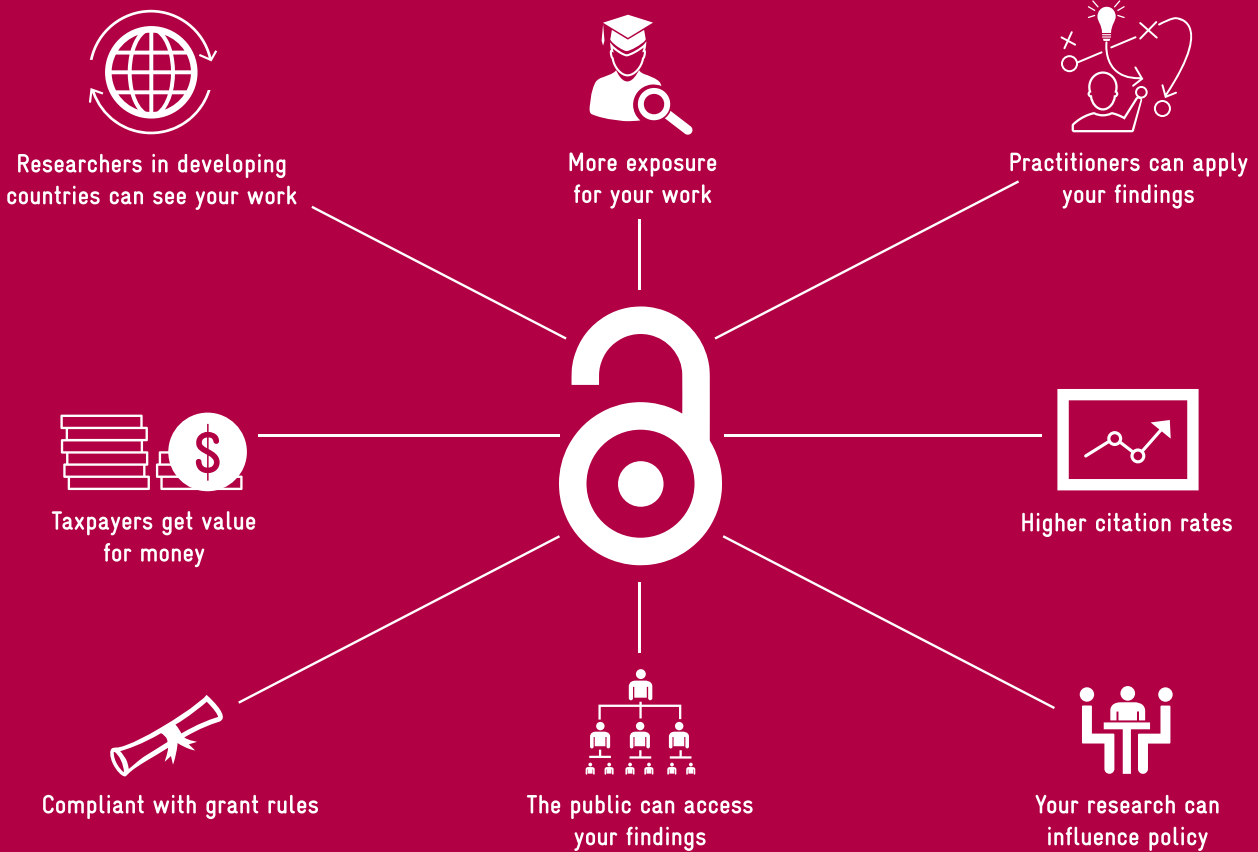 Researchers in developing
countries can see your work
More exposure
for your work
Practitioners can apply
your findings
Taxpayers get value
for money
$
Higher citation rates
Compliant with grant rules
The public can access
your findings
Your research can
influence policy